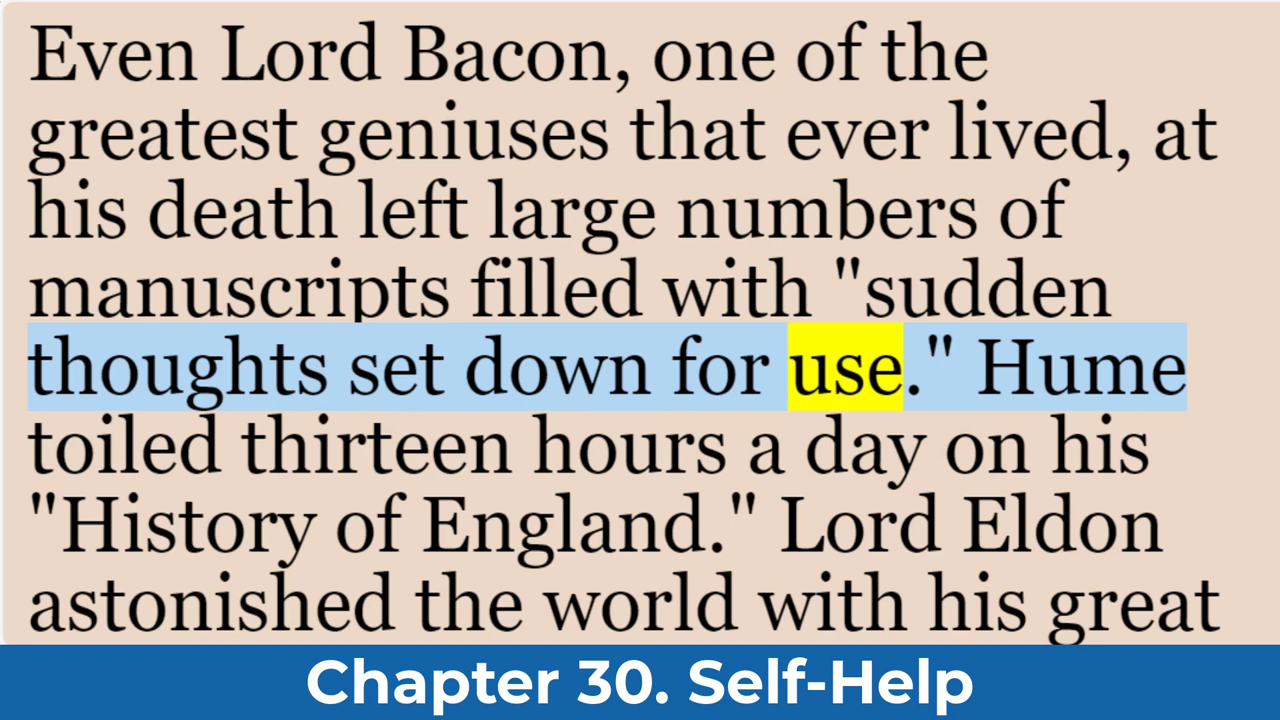 Even Lord Bacon, one of the
greatest geniuses that ever lived, at
his death left large numbers of
manuscripts filled with "sudden
thoughts set down for use." Hume
toiled thirteen hours a day on his
"History of England." Lord Eldon
astonished the world with his great
Chapter 30. Self-Help